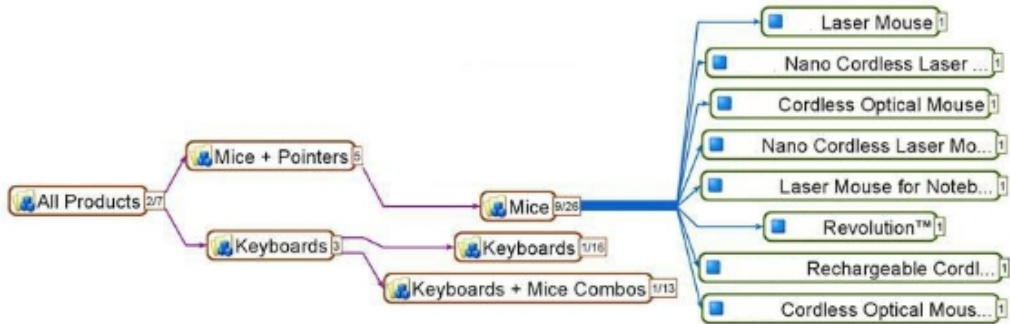 Laser Mouse 1
Nano Cordless Laser ... 1
Cordless Optical Mouse 1
Mice + Pointers 5
Nano Cordless Laser Mo... 1
All Products 2/7
Mice 9/26
Laser Mouse for Noteb... 1
Revolution™ 1
Keyboards 3
Keyboards 1/16
Rechargeable Cordl... 1
Keyboards + Mice Combos 1/13
Cordless Optical Mous... 1